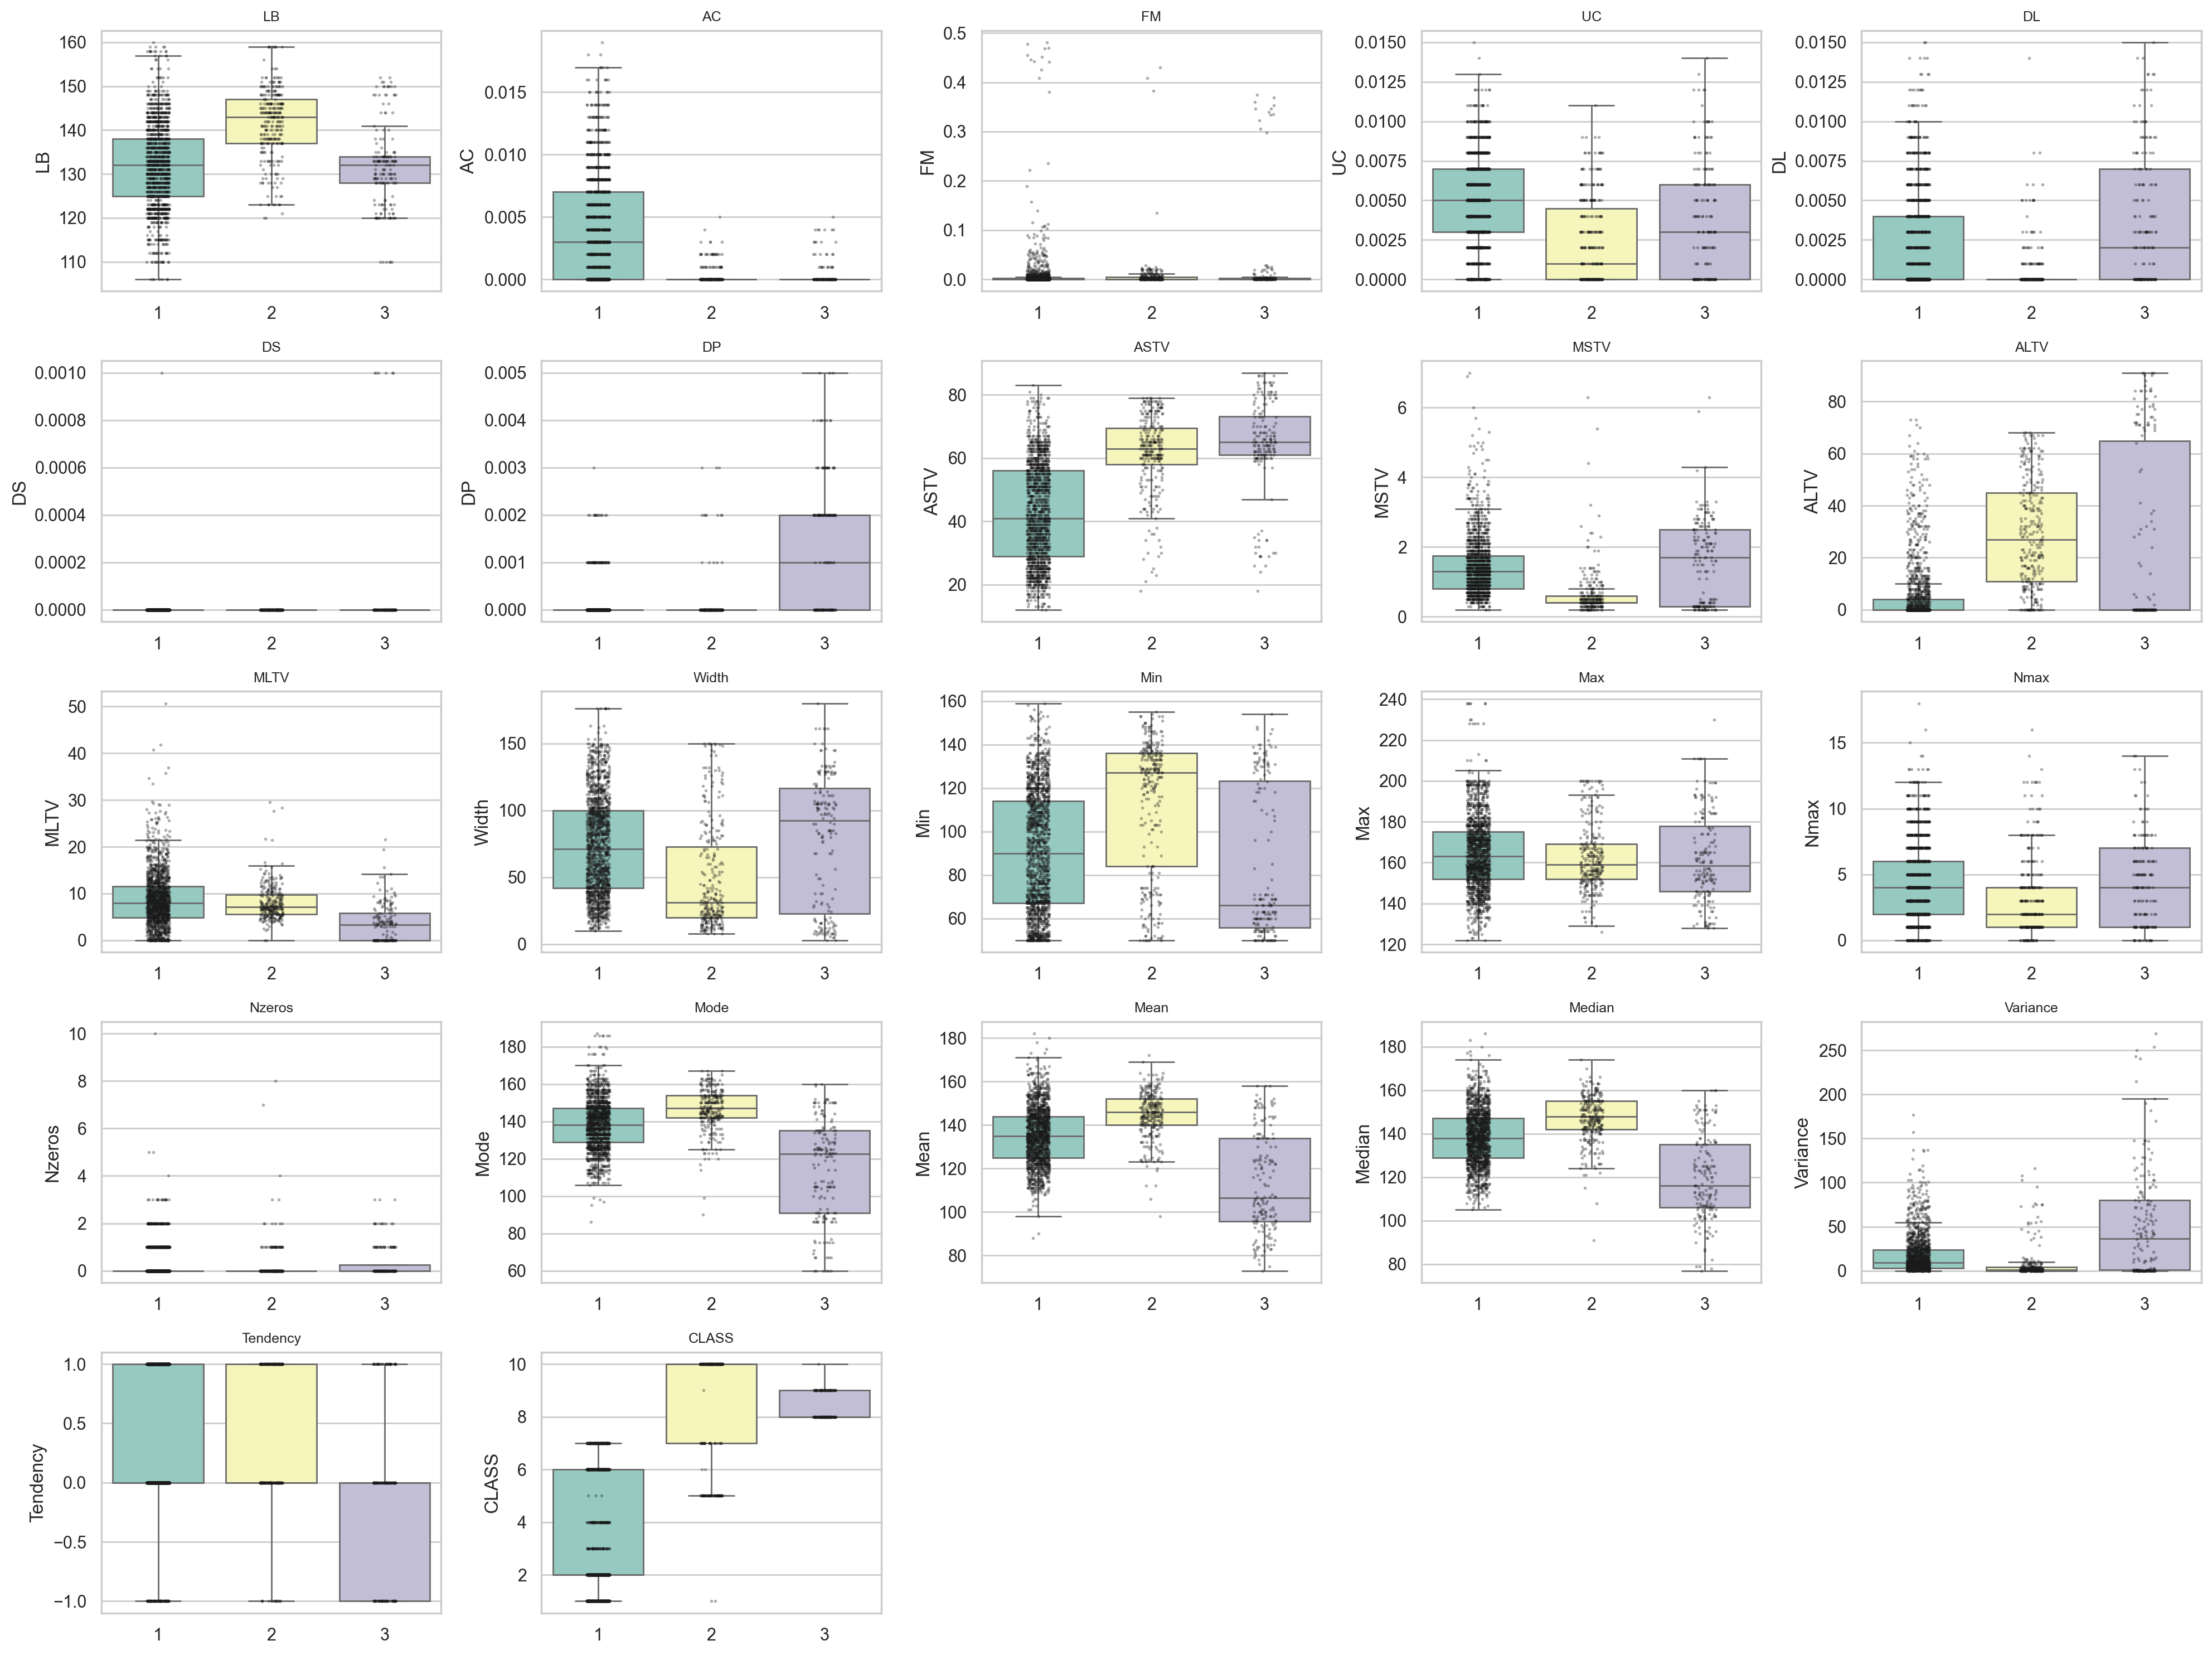 LB
LB
160
150
140
130
120
110
1 2 3
AC
AC
0.015
0.010
0.005
0.000
1 2 3
FM
FM
0.5
0.4
0.3
0.2
0.1
0.0
1 2 3
UC
UC
0.0150
0.0125
0.0100
0.0075
0.0050
0.0025
0.0000
1 2 3
DL
DL
0.0150
0.0125
0.0100
0.0075
0.0050
0.0025
0.0000
1 2 3
DS
DS
0.0010
0.0008
0.0006
0.0004
0.0002
0.0000
1 2 3
DP
DP
0.005
0.004
0.003
0.002
0.001
0.000
1 2 3
ASTV
ASTV
80
60
40
20
1 2 3
MSTV
MSTV
6
4
2
0
1 2 3
ALTV
ALTV
80
60
40
20
0
1 2 3
MLTV
MLTV
50
40
30
20
10
0
1 2 3
Width
Width
150
100
50
0
1 2 3
Min
Min
160
140
120
100
80
60
1 2 3
Max
Max
240
220
200
180
160
140
120
1 2 3
Nmax
Nmax
15
10
5
0
1 2 3
Nzeros
Nzeros
10
8
6
4
2
0
1 2 3
Mode
Mode
180
160
140
120
100
80
60
1 2 3
Mean
Mean
180
160
140
120
100
80
1 2 3
Median
Median
180
160
140
120
100
80
1 2 3
Variance
Variance
250
200
150
100
50
0
1 2 3
Tendency
Tendency
1.0
0.5
0.0
−0.5
−1.0
1 2 3
CLASS
CLASS
10
8
6
4
2
1 2 3